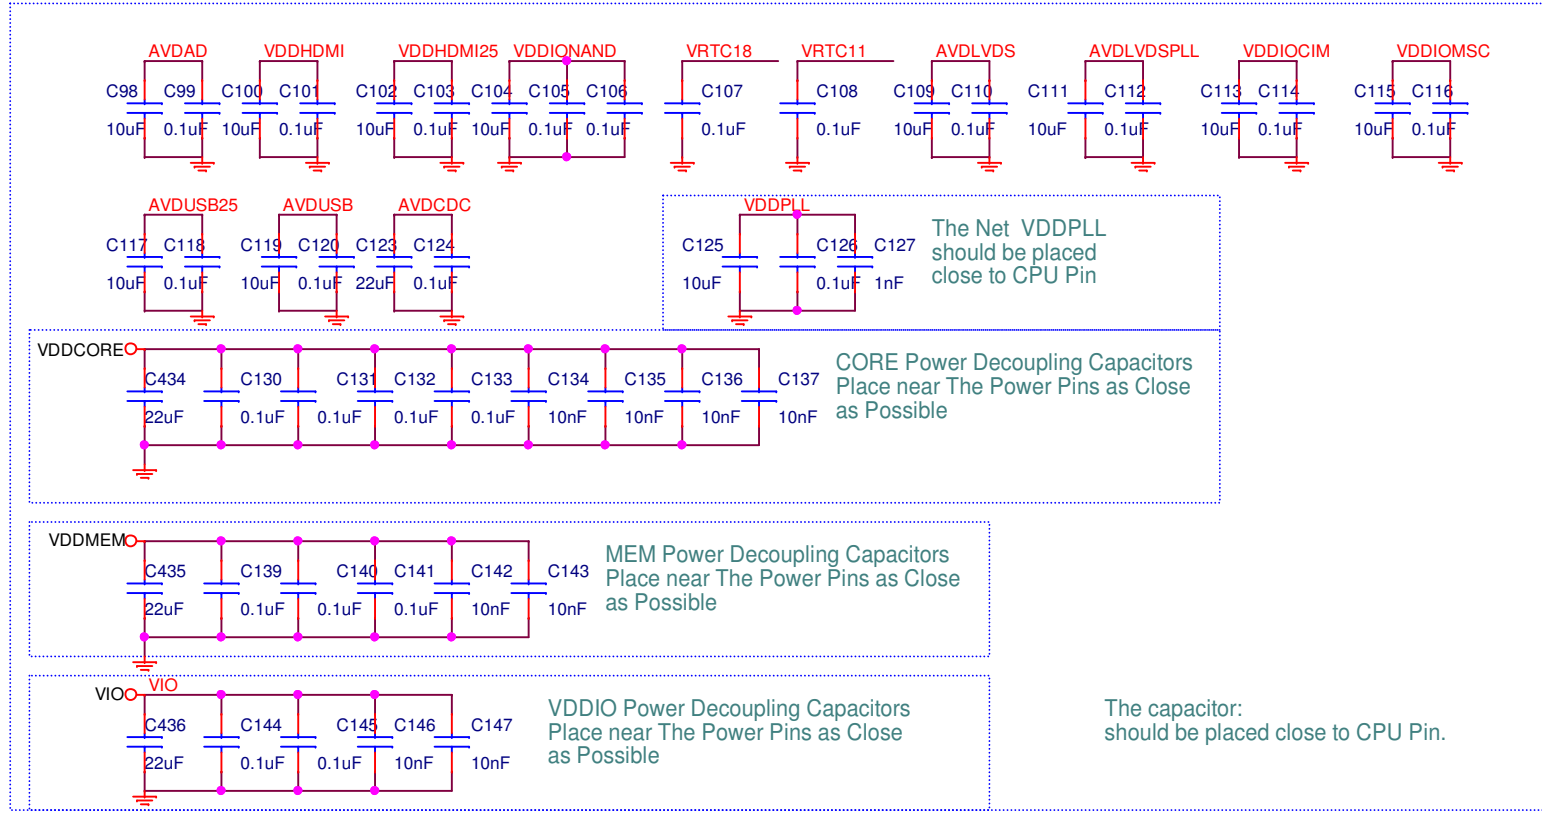 AVDAD VDDHDMI VDDHDMI25 VDDIONAND VRTC18 VRTC11 AVDLVDS AVDLVDSPLL VDDIOCIM VDDIOMSC
C98 C99 C100 C101 C102 C103 C104 C105 C106 C107 C108 C109 C110 C111 C112 C113 C114 C115 C116
10uF 0.1uF 10uF 0.1uF 10uF 0.1uF 10uF 0.1uF 0.1uF 0.1uF 0.1uF 10uF 0.1uF 10uF 0.1uF 10uF 0.1uF 10uF 0.1uF
AVDUSB25 AVDUSB AVDCDC VDDPLL
C117 C118 C119 C120 C123 C124 C125 C126 C127
10uF 0.1uF 10uF 0.1uF 22uF 0.1uF 10uF 0.1uF 1nF
The Net VDDPLL
should be placed
close to CPU Pin
VDDCORE
C434 C130 C131 C132 C133 C134 C135 C136 C137
22uF 0.1uF 0.1uF 0.1uF 0.1uF 10nF 10nF 10nF 10nF
CORE Power Decoupling Capacitors
Place near The Power Pins as Close
as Possible
VDDMEM
C435 C139 C140 C141 C142 C143
22uF 0.1uF 0.1uF 0.1uF 10nF 10nF
MEM Power Decoupling Capacitors
Place near The Power Pins as Close
as Possible
VIO VIO
C436 C144 C145 C146 C147
22uF 0.1uF 0.1uF 10nF 10nF
VDDIO Power Decoupling Capacitors
Place near The Power Pins as Close
as Possible
The capacitor:
should be placed close to CPU Pin.